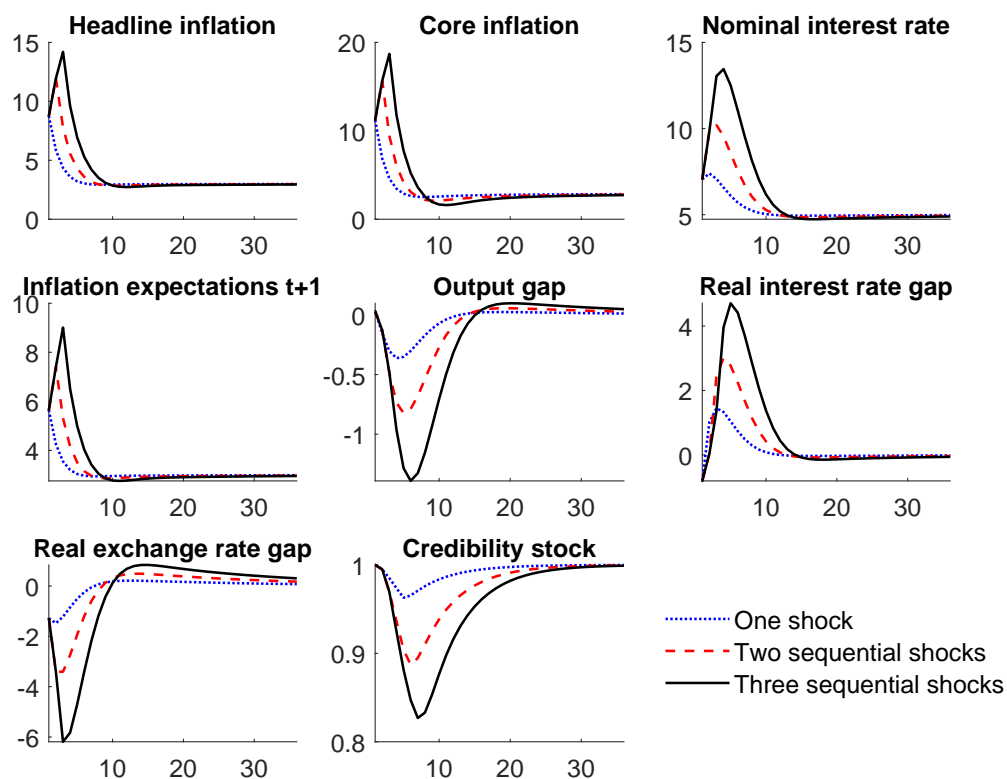 Headline inflation
15
10
5
0
10 20 30
Core inflation
20
10
0
10 20 30
Nominal interest rate
15
10
5
10 20 30
Inflation expectations t+1
10
8
6
4
10 20 30
Output gap
0
-0.5
-1
10 20 30
Real interest rate gap
4
2
0
10 20 30
Real exchange rate gap
0
-2
-4
-6
10 20 30
Credibility stock
1
0.9
0.8
10 20 30
One shock
Two sequential shocks
Three sequential shocks